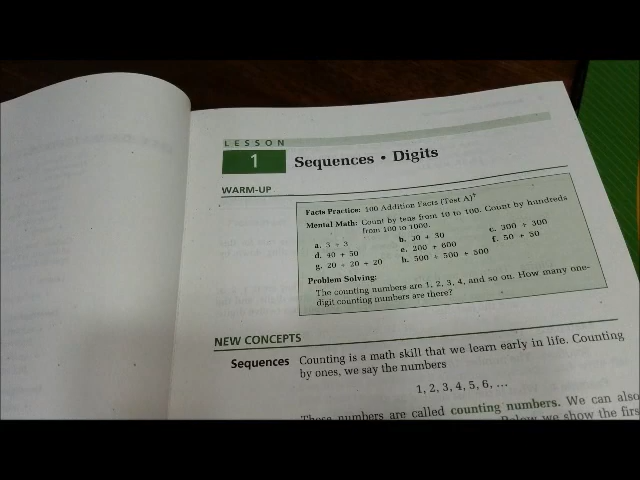 LESSON
1 Sequences • Digits
WARM-UP
Facts Practice: 100 Addition Facts (Test A)†
Mental Math: Count by tens from 10 to 100. Count by hundreds
from 100 to 1000.
a. 3 + 3 b. 30 + 30 c. 300 + 300
d. 40 + 50 e. 200 + 600 f. 50 + 50
g. 20 + 20 + 20 h. 500 + 500 + 500
Problem Solving:
The counting numbers are 1, 2, 3, 4, and so on. How many one-
digit counting numbers are there?
NEW CONCEPTS
Sequences Counting is a math skill that we learn early in life. Counting
by ones, we say the numbers
1, 2, 3, 4, 5, 6, …
These numbers are called counting numbers. We can also
Below we show the first